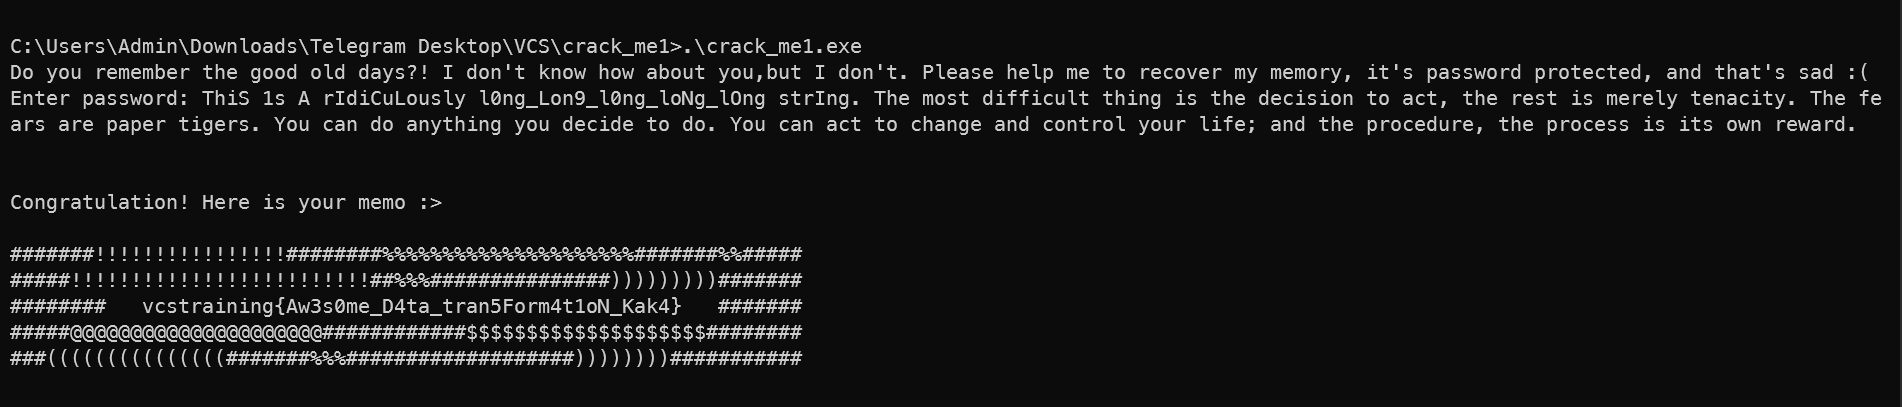 C:\Users\Admin\Downloads\Telegram Desktop\VCS\crack_me1>.\crack_me1.exe
Do you remember the good old days?! I don't know how about you,but I don't. Please help me to recover my memory, it's password protected, and that's sad :(
Enter password: ThiS 1s A rIdiCuLously l0ng_Lon9_l0ng_loNg_lOng strIng. The most difficult thing is the decision to act, the rest is merely tenacity. The fe
ars are paper tigers. You can do anything you decide to do. You can act to change and control your life; and the procedure, the process is its own reward.
Congratulation! Here is your memo :>
#######!!!!!!!!!!!!!!!!########%%%%%%%%%%%%%%%%%%%%%#######%%#####
#####!!!!!!!!!!!!!!!!!!!!!!!!!##%%%###############)))))))))#######
########   vcstraining{Aw3s0me_D4ta_tran5Form4t1oN_Kak4}   #######
#####@@@@@@@@@@@@@@@@@@@@@############$$$$$$$$$$$$$$$$$$$$########
###(((((((((((((((#######%%%###################))))))))###########